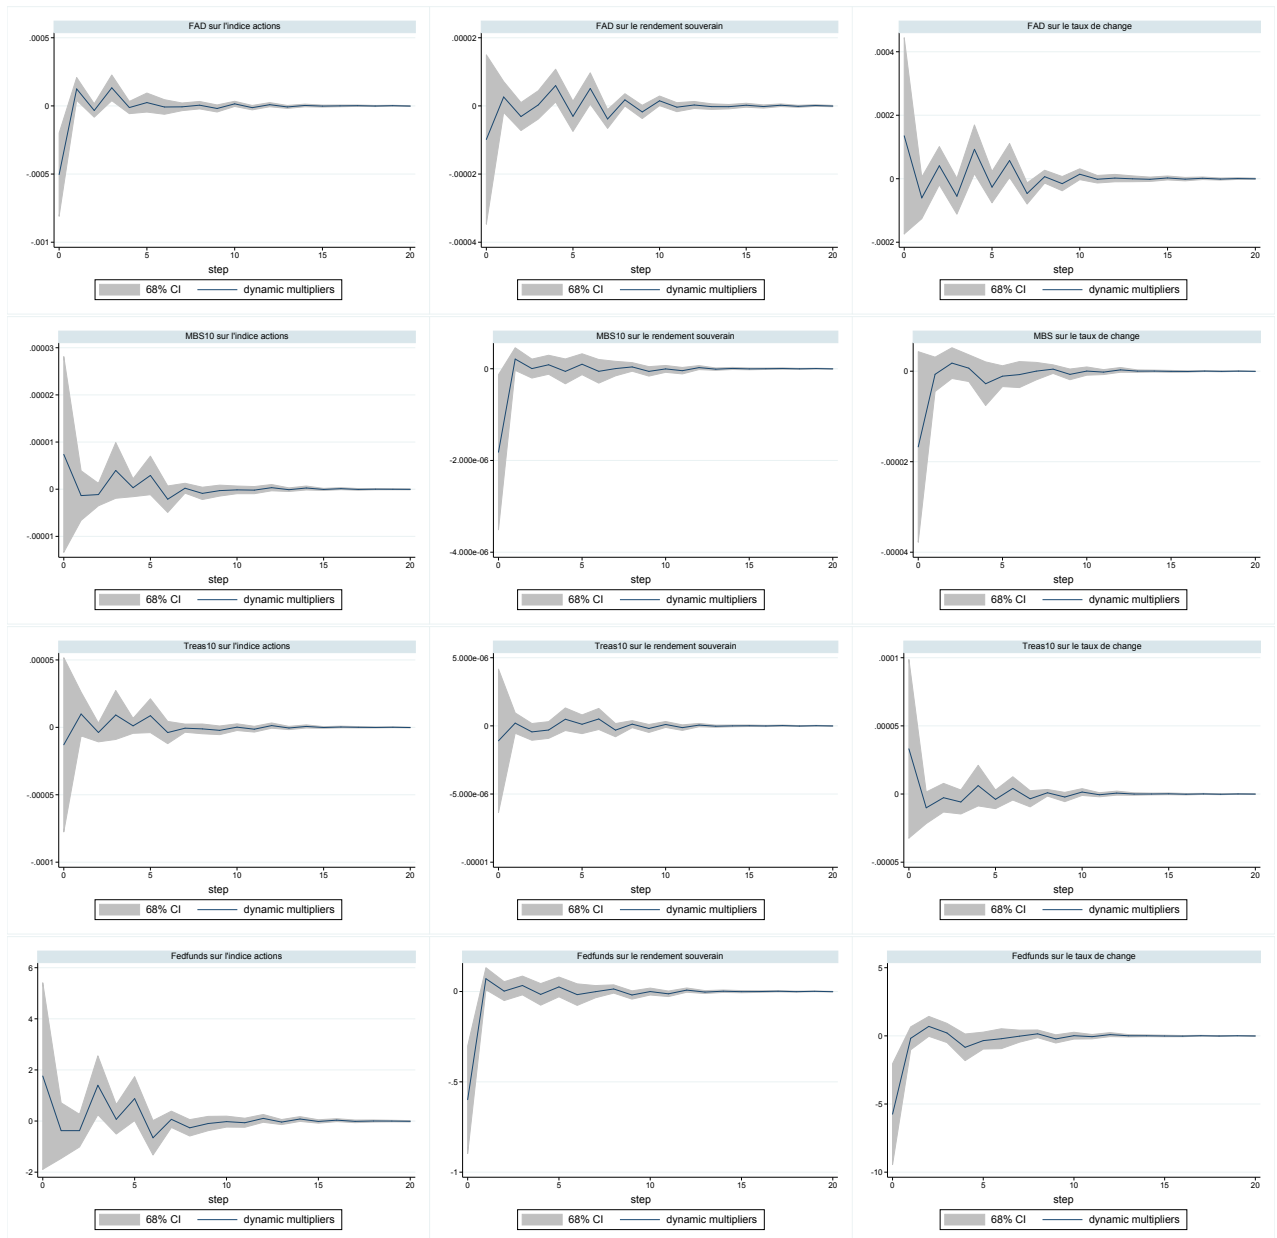 FAD sur l'indice actions
.0005
0
-.0005
-.001
0 5 10 15 20
step
68% CI dynamic multipliers
FAD sur le rendement souverain
.00002
0
-.00002
-.00004
0 5 10 15 20
step
68% CI dynamic multipliers
FAD sur le taux de change
.0004
.0002
0
-.0002
0 5 10 15 20
step
68% CI dynamic multipliers
MBS10 sur l'indice actions
.00003
.00002
.00001
0
-.00001
0 5 10 15 20
step
68% CI dynamic multipliers
MBS10 sur le rendement souverain
0
-2.000e-06
-4.000e-06
0 5 10 15 20
step
68% CI dynamic multipliers
MBS sur le taux de change
0
-.00002
-.00004
0 5 10 15 20
step
68% CI dynamic multipliers
Treas10 sur l'indice actions
.00005
0
-.00005
-.0001
0 5 10 15 20
step
68% CI dynamic multipliers
Treas10 sur le rendement souverain
5.000e-06
0
-5.000e-06
-.00001
0 5 10 15 20
step
68% CI dynamic multipliers
Treas10 sur le taux de change
.0001
.00005
0
-.00005
0 5 10 15 20
step
68% CI dynamic multipliers
Fedfunds sur l'indice actions
6
4
2
0
-2
0 5 10 15 20
step
68% CI dynamic multipliers
Fedfunds sur le rendement souverain
0
-.5
-1
0 5 10 15 20
step
68% CI dynamic multipliers
Fedfunds sur le taux de change
5
0
-5
-10
0 5 10 15 20
step
68% CI dynamic multipliers